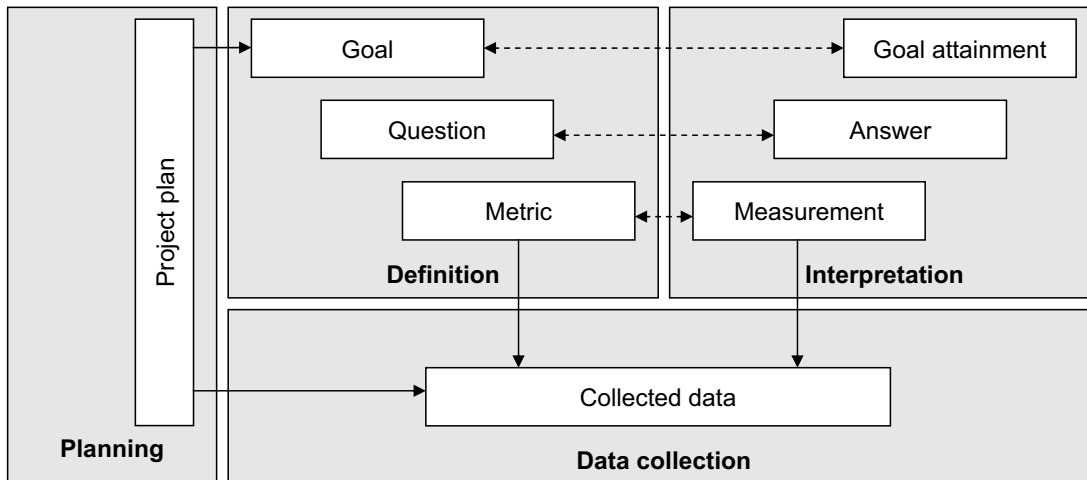 Project plan
Planning
Goal
Question
Metric
Definition
Goal attainment
Answer
Measurement
Interpretation
Collected data
Data collection